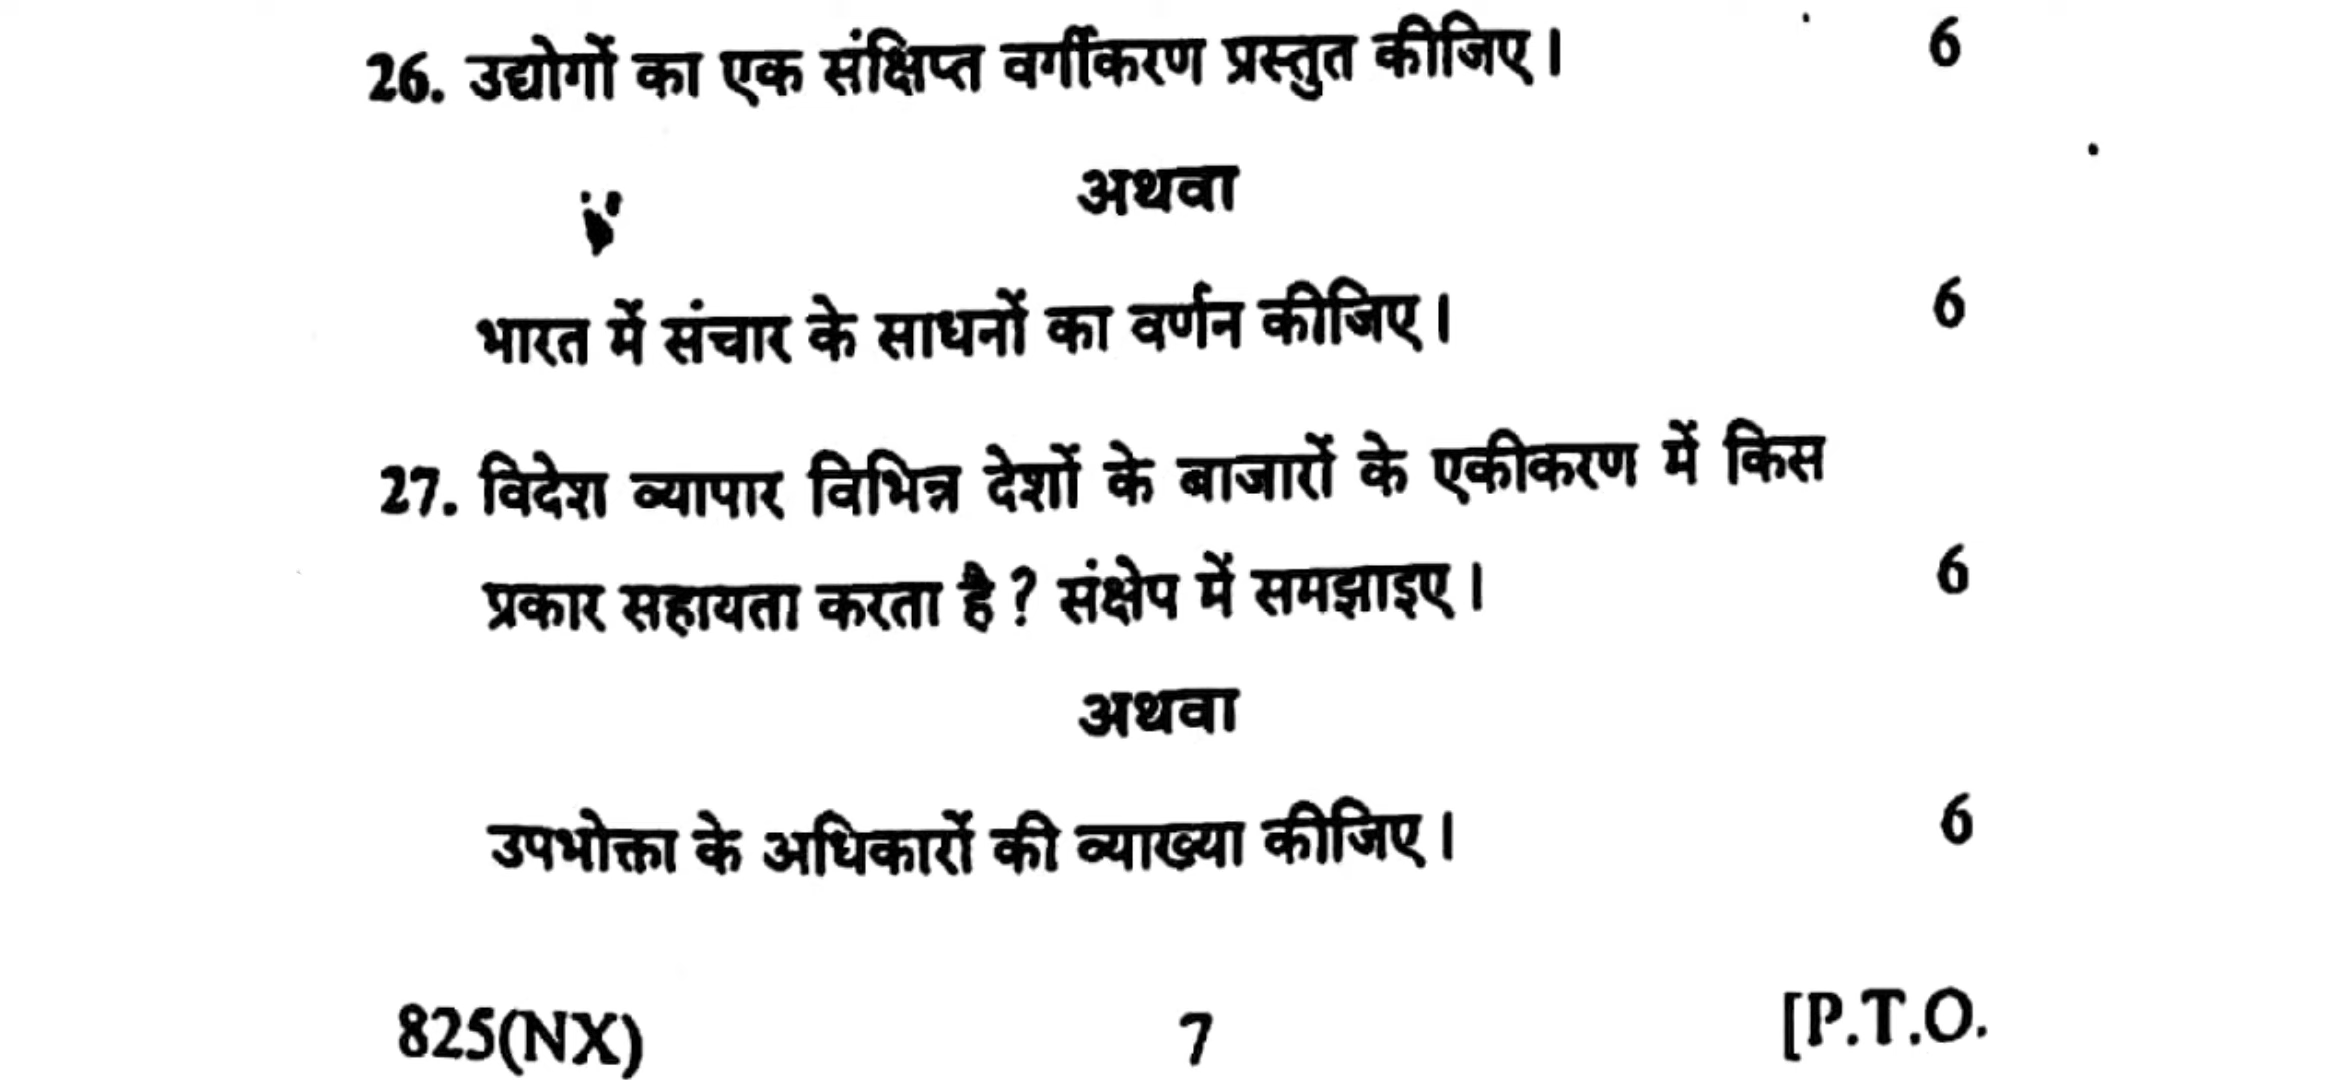 26. उद्योगों का एक संक्षिप्त वर्गीकरण प्रस्तुत कीजिए। 6
अथवा
भारत में संचार के साधनों का वर्णन कीजिए। 6
27. विदेश व्यापार विभिन्न देशों के बाजारों के एकीकरण में किस
प्रकार सहायता करता है? संक्षेप में समझाइए। 6
अथवा
उपभोक्ता के अधिकारों की व्याख्या कीजिए। 6
825(NX) 7 [P.T.O.